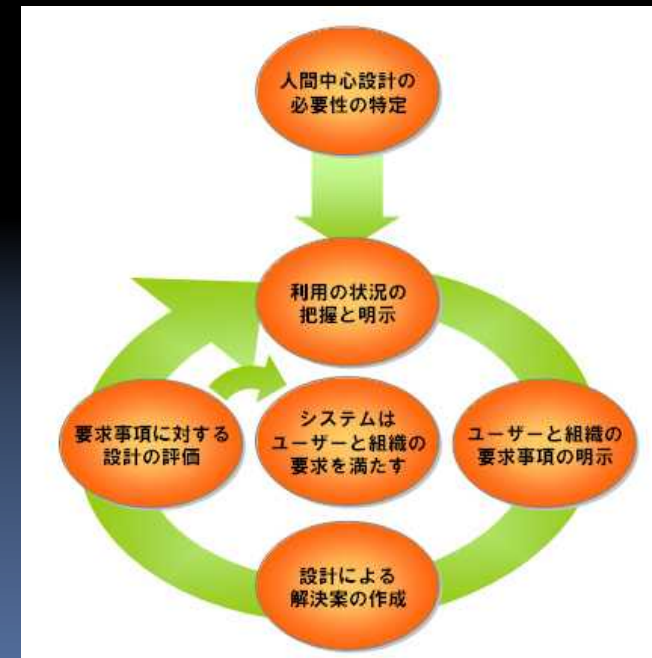 人間中心設計の
必要性の特定
利用の状況の
把握と明示
要求事項に対する
設計の評価
システムは
ユーザーと組織の
要求を満たす
ユーザーと組織の
要求事項の明示
設計による
解決案の作成